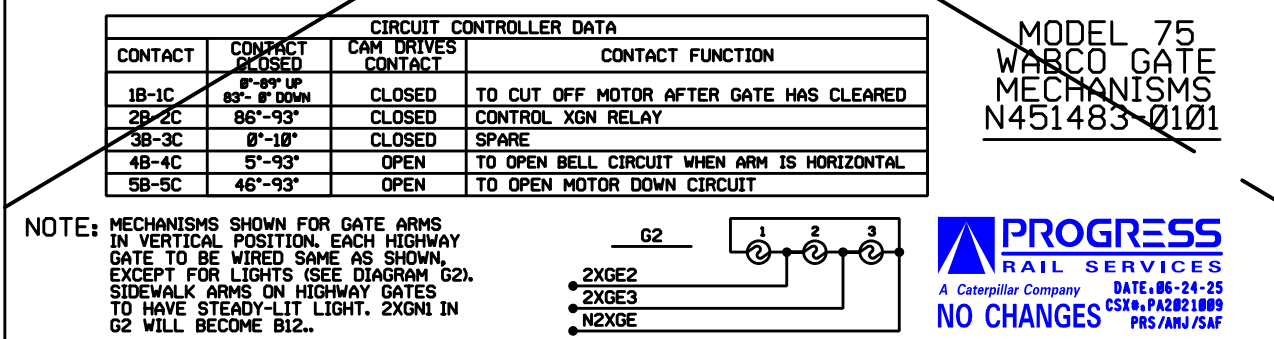 CIRCUIT CONTROLLER DATA
CONTACT CONTACT CLOSED CAM DRIVES CONTACT CONTACT FUNCTION
1B-1C 0°-89° UP 83°- 0° DOWN CLOSED TO CUT OFF MOTOR AFTER GATE HAS CLEARED
2B-2C 86°-93° CLOSED CONTROL XGN RELAY
3B-3C 0°-10° CLOSED SPARE
4B-4C 5°-93° OPEN TO OPEN BELL CIRCUIT WHEN ARM IS HORIZONTAL
5B-5C 46°-93° OPEN TO OPEN MOTOR DOWN CIRCUIT
MODEL 75
WABCO GATE
MECHANISMS
N451483-0101
NOTE: MECHANISMS SHOWN FOR GATE ARMS
IN VERTICAL POSITION. EACH HIGHWAY
GATE TO BE WIRED SAME AS SHOWN,
EXCEPT FOR LIGHTS (SEE DIAGRAM G2).
SIDEWALK ARMS ON HIGHWAY GATES
TO HAVE STEADY-LIT LIGHT. 2XGN1 IN
G2 WILL BECOME B12..
G2
1 2 3
2XGE2
2XGE3
N2XGE
PROGRESS
RAIL SERVICES
A Caterpillar Company
DATE:06-24-25
NO CHANGES
CSX#:PA2021009
PRS/AMJ/SAF